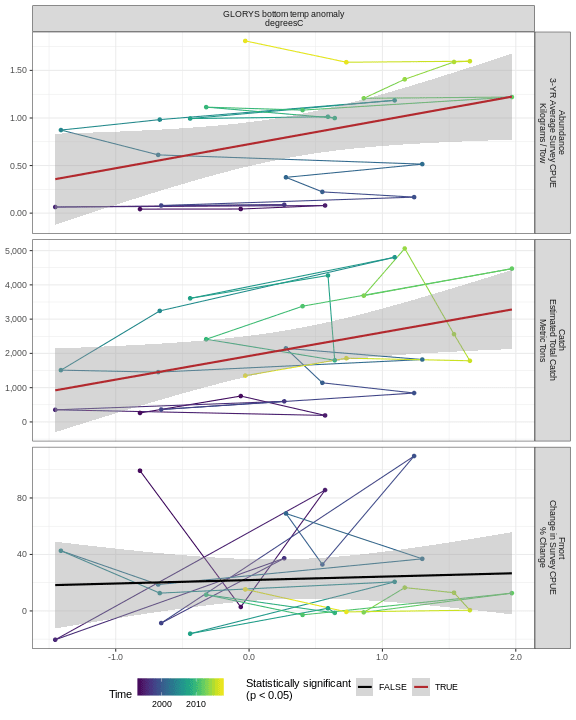 GLORYS bottom temp anomaly
degreesC
1.50
1.00
0.50
0.00
Abundance
3-YR Average Survey CPUE
Kilograms / Tow
5,000
4,000
3,000
2,000
1,000
0
Catch
Estimated Total Catch
Metric Tons
80
40
0
Fmort
Change in Survey CPUE
% Change
-1.0
0.0
1.0
2.0
Time
2000
2010
Statistically significant
(p < 0.05)
FALSE
TRUE